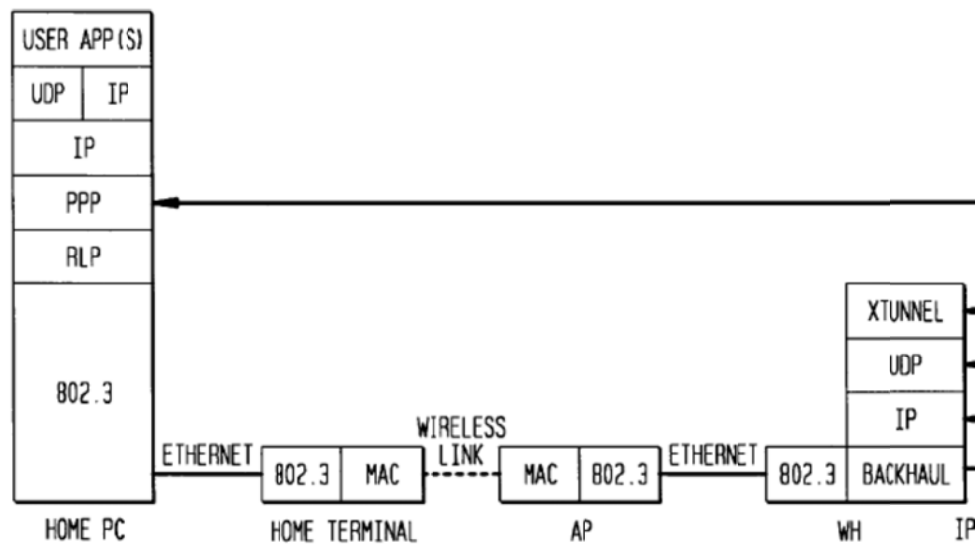 USER APP(S)
UDP IP
IP
PPP
RLP
802.3
XTUNNEL
UDP
IP
WIRELESS
ETHERNET LINK ETHERNET
802.3 MAC MAC 802.3 802.3 BACKHAUL
HOME PC HOME TERMINAL AP WH IP